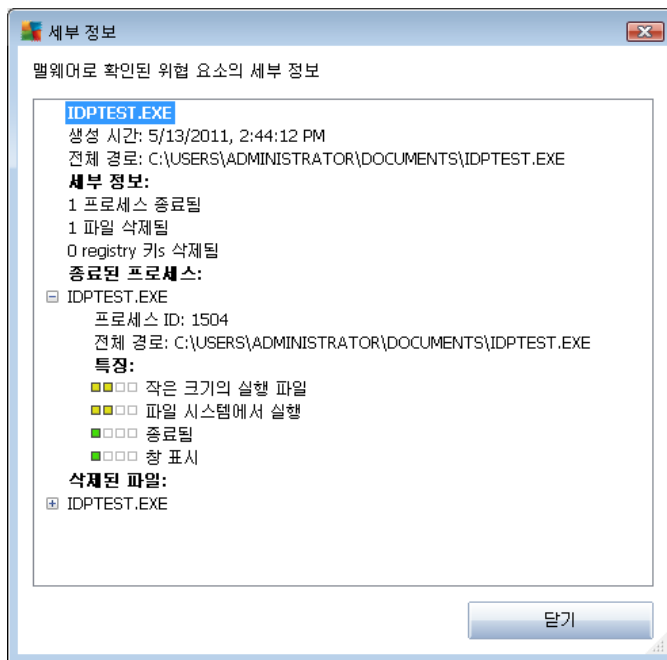 세부 정보
맬웨어로 확인된 위협 요소의 세부 정보
IDPTEST.EXE
생성 시간: 5/13/2011, 2:44:12 PM
전체 경로: C:\USERS\ADMINISTRATOR\DOCUMENTS\IDPTEST.EXE
세부 정보:
1 프로세스 종료됨
1 파일 삭제됨
0 registry 키s 삭제됨
종료된 프로세스:
IDPTEST.EXE
프로세스 ID: 1504
전체 경로: C:\USERS\ADMINISTRATOR\DOCUMENTS\IDPTEST.EXE
특징:
작은 크기의 실행 파일
파일 시스템에서 실행
종료됨
창 표시
삭제된 파일:
IDPTEST.EXE
닫기